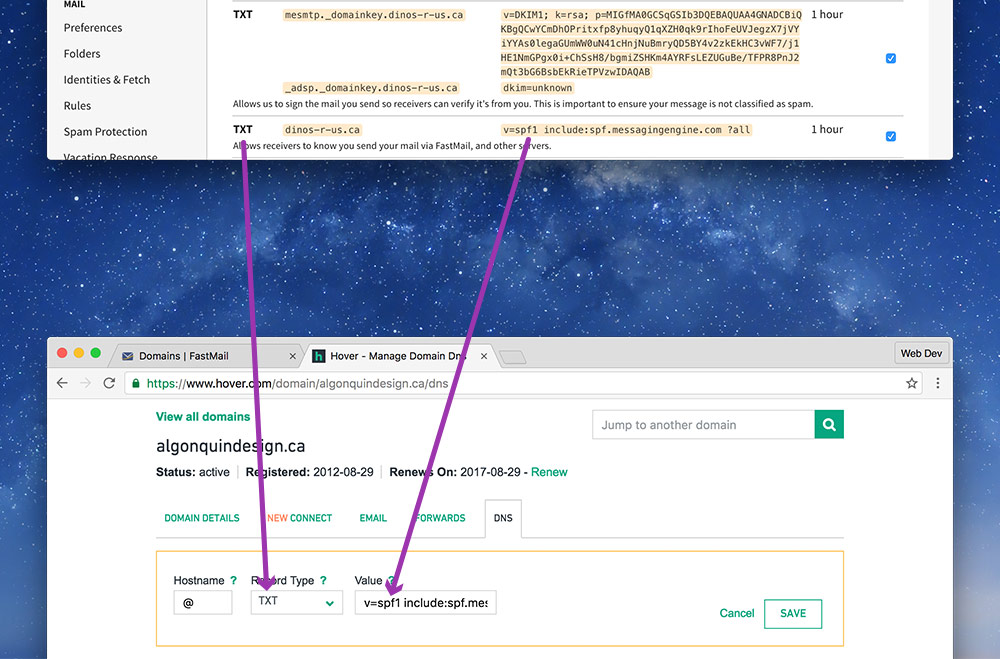 MAIL
Preferences
Folders
Identities & Fetch
Rules
Spam Protection
Vacation Response
TXT mesmtp._domainkey.dinos-r-us.ca v=DKIM1; k=rsa; p=MIGfMA0GCSqGSIb3DQEBAQUAA4GNADCBiQ 1 hour
KBgQCwYCmDhOPritxfp8yhuqyQ1qXZH0qk9rIhoFeUVJegzX7jVY
iYYAs0legaGUmWW0uN41cHnjNuBmryQD5BY4v2zkEkHC3vWF7/j1
HE1NmGPgx0i+ChSsH8/bgmiZSHKm4AYRFsLEZUGuBe/TFPR8PnJ2
mQt3bG6BsbEkRieTPVzwIDAQAB
_adsp._domainkey.dinos-r-us.ca dkim=unknown
Allows us to sign the mail you send so receivers can verify it's from you. This is important to ensure your message is not classified as spam.
TXT dinos-r-us.ca v=spf1 include:spf.messagingengine.com ?all 1 hour
Allows receivers to know you send your mail via FastMail, and other servers.
Domains | FastMail × h Hover - Manage Domain Dns × Web Dev
https://www.hover.com/domain/algonquindesign.ca/dns
View all domains
Jump to another domain
algonquindesign.ca
Status: active Registered: 2012-08-29 Renews On: 2017-08-29 - Renew
DOMAIN DETAILS NEW CONNECT EMAIL FORWARDS DNS
Hostname ? Record Type ? Value ?
@ TXT v=spf1 include:spf.mes
Cancel SAVE